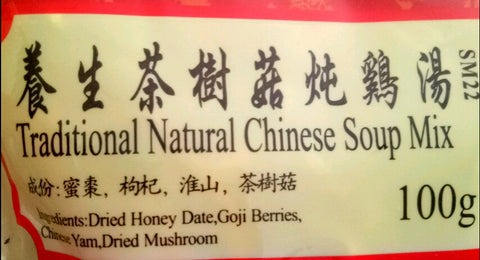 養生茶樹菇炖鷄湯
SM22
Traditional Natural Chinese Soup Mix
成份:蜜棗, 枸杞, 淮山, 茶樹菇
100g
Ingredients:Dried Honey Date,Goji Berries,
Chinese Yam,Dried Mushroom